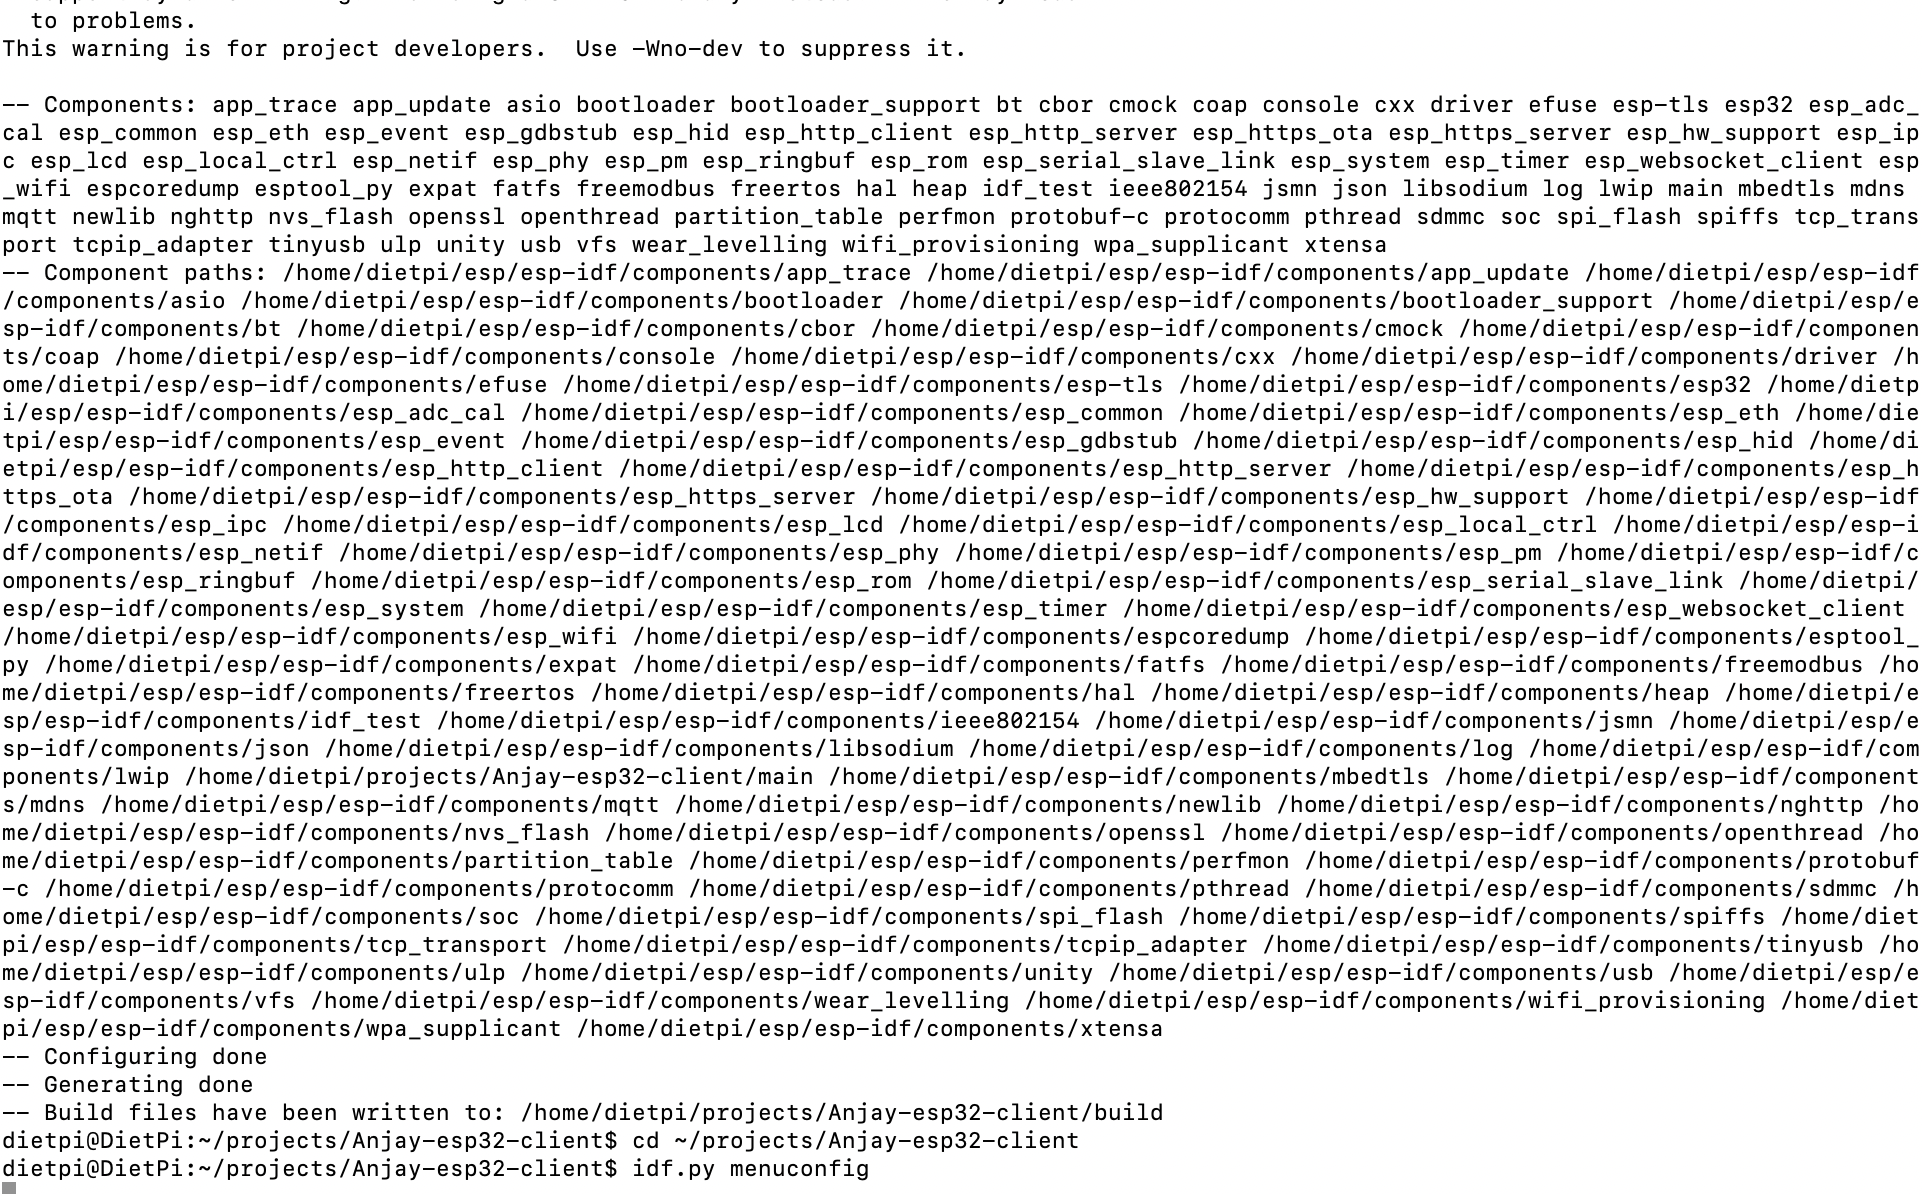 to problems.
This warning is for project developers.  Use -Wno-dev to suppress it.
-- Components: app_trace app_update asio bootloader bootloader_support bt cbor cmock coap console cxx driver efuse esp-tls esp32 esp_adc_
cal esp_common esp_eth esp_event esp_gdbstub esp_hid esp_http_client esp_http_server esp_https_ota esp_https_server esp_hw_support esp_ip
c esp_lcd esp_local_ctrl esp_netif esp_phy esp_pm esp_ringbuf esp_rom esp_serial_slave_link esp_system esp_timer esp_websocket_client esp
_wifi espcoredump esptool_py expat fatfs freemodbus freertos hal heap idf_test ieee802154 jsmn json libsodium log lwip main mbedtls mdns
mqtt newlib nghttp nvs_flash openssl openthread partition_table perfmon protobuf-c protocomm pthread sdmmc soc spi_flash spiffs tcp_trans
port tcpip_adapter tinyusb ulp unity usb vfs wear_levelling wifi_provisioning wpa_supplicant xtensa
-- Component paths: /home/dietpi/esp/esp-idf/components/app_trace /home/dietpi/esp/esp-idf/components/app_update /home/dietpi/esp/esp-idf
/components/asio /home/dietpi/esp/esp-idf/components/bootloader /home/dietpi/esp/esp-idf/components/bootloader_support /home/dietpi/esp/e
sp-idf/components/bt /home/dietpi/esp/esp-idf/components/cbor /home/dietpi/esp/esp-idf/components/cmock /home/dietpi/esp/esp-idf/componen
ts/coap /home/dietpi/esp/esp-idf/components/console /home/dietpi/esp/esp-idf/components/cxx /home/dietpi/esp/esp-idf/components/driver /h
ome/dietpi/esp/esp-idf/components/efuse /home/dietpi/esp/esp-idf/components/esp-tls /home/dietpi/esp/esp-idf/components/esp32 /home/dietp
i/esp/esp-idf/components/esp_adc_cal /home/dietpi/esp/esp-idf/components/esp_common /home/dietpi/esp/esp-idf/components/esp_eth /home/die
tpi/esp/esp-idf/components/esp_event /home/dietpi/esp/esp-idf/components/esp_gdbstub /home/dietpi/esp/esp-idf/components/esp_hid /home/di
etpi/esp/esp-idf/components/esp_http_client /home/dietpi/esp/esp-idf/components/esp_http_server /home/dietpi/esp/esp-idf/components/esp_h
ttps_ota /home/dietpi/esp/esp-idf/components/esp_https_server /home/dietpi/esp/esp-idf/components/esp_hw_support /home/dietpi/esp/esp-idf
/components/esp_ipc /home/dietpi/esp/esp-idf/components/esp_lcd /home/dietpi/esp/esp-idf/components/esp_local_ctrl /home/dietpi/esp/esp-i
df/components/esp_netif /home/dietpi/esp/esp-idf/components/esp_phy /home/dietpi/esp/esp-idf/components/esp_pm /home/dietpi/esp/esp-idf/c
omponents/esp_ringbuf /home/dietpi/esp/esp-idf/components/esp_rom /home/dietpi/esp/esp-idf/components/esp_serial_slave_link /home/dietpi/
esp/esp-idf/components/esp_system /home/dietpi/esp/esp-idf/components/esp_timer /home/dietpi/esp/esp-idf/components/esp_websocket_client
/home/dietpi/esp/esp-idf/components/esp_wifi /home/dietpi/esp/esp-idf/components/espcoredump /home/dietpi/esp/esp-idf/components/esptool_
py /home/dietpi/esp/esp-idf/components/expat /home/dietpi/esp/esp-idf/components/fatfs /home/dietpi/esp/esp-idf/components/freemodbus /ho
me/dietpi/esp/esp-idf/components/freertos /home/dietpi/esp/esp-idf/components/hal /home/dietpi/esp/esp-idf/components/heap /home/dietpi/e
sp/esp-idf/components/idf_test /home/dietpi/esp/esp-idf/components/ieee802154 /home/dietpi/esp/esp-idf/components/jsmn /home/dietpi/esp/e
sp-idf/components/json /home/dietpi/esp/esp-idf/components/libsodium /home/dietpi/esp/esp-idf/components/log /home/dietpi/esp/esp-idf/com
ponents/lwip /home/dietpi/projects/Anjay-esp32-client/main /home/dietpi/esp/esp-idf/components/mbedtls /home/dietpi/esp/esp-idf/component
s/mdns /home/dietpi/esp/esp-idf/components/mqtt /home/dietpi/esp/esp-idf/components/newlib /home/dietpi/esp/esp-idf/components/nghttp /ho
me/dietpi/esp/esp-idf/components/nvs_flash /home/dietpi/esp/esp-idf/components/openssl /home/dietpi/esp/esp-idf/components/openthread /ho
me/dietpi/esp/esp-idf/components/partition_table /home/dietpi/esp/esp-idf/components/perfmon /home/dietpi/esp/esp-idf/components/protobuf
-c /home/dietpi/esp/esp-idf/components/protocomm /home/dietpi/esp/esp-idf/components/pthread /home/dietpi/esp/esp-idf/components/sdmmc /h
ome/dietpi/esp/esp-idf/components/soc /home/dietpi/esp/esp-idf/components/spi_flash /home/dietpi/esp/esp-idf/components/spiffs /home/diet
pi/esp/esp-idf/components/tcp_transport /home/dietpi/esp/esp-idf/components/tcpip_adapter /home/dietpi/esp/esp-idf/components/tinyusb /ho
me/dietpi/esp/esp-idf/components/ulp /home/dietpi/esp/esp-idf/components/unity /home/dietpi/esp/esp-idf/components/usb /home/dietpi/esp/e
sp-idf/components/vfs /home/dietpi/esp/esp-idf/components/wear_levelling /home/dietpi/esp/esp-idf/components/wifi_provisioning /home/diet
pi/esp/esp-idf/components/wpa_supplicant /home/dietpi/esp/esp-idf/components/xtensa
-- Configuring done
-- Generating done
-- Build files have been written to: /home/dietpi/projects/Anjay-esp32-client/build
dietpi@DietPi:~/projects/Anjay-esp32-client$ cd ~/projects/Anjay-esp32-client
dietpi@DietPi:~/projects/Anjay-esp32-client$ idf.py menuconfig